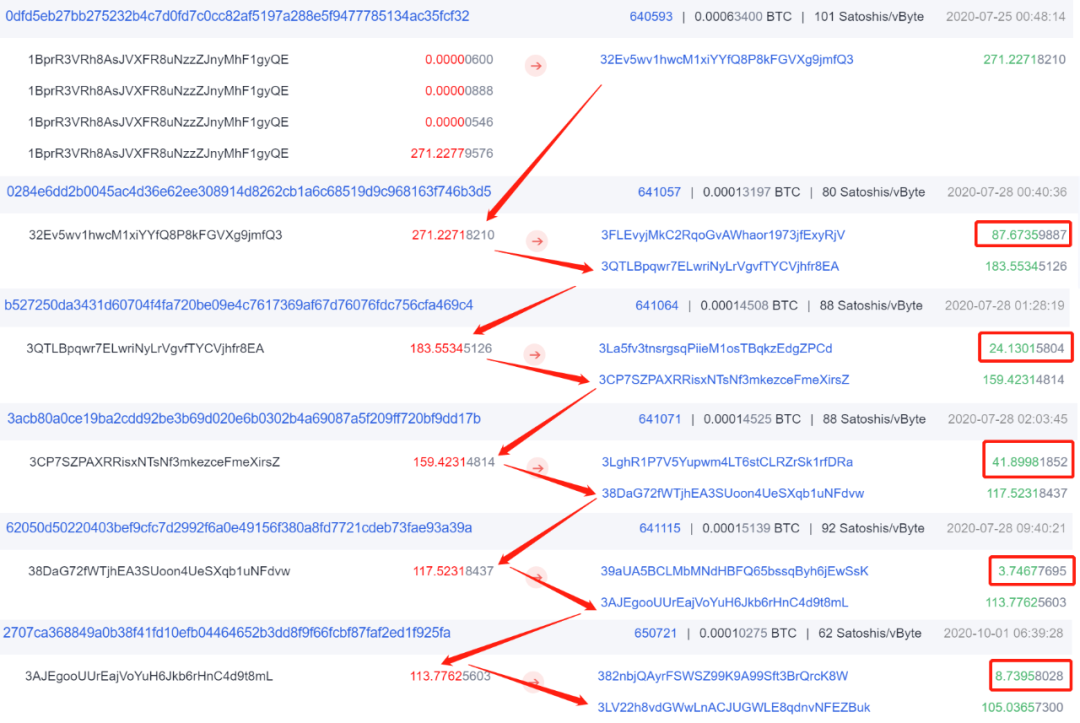 0dfd5eb27bb275232b4c7d0fd7c0cc82af5197a288e5f9477785134ac35fcf32 640593 | 0.00063400 BTC | 101 Satoshis/vByte 2020-07-25 00:48:14
1BprR3VRh8AsJVXFR8uNzzZJnyMhF1gyQE 0.00000600 → 32Ev5wv1hwcM1xiYYfQ8P8kFGVXg9jmfQ3 271.22718210
1BprR3VRh8AsJVXFR8uNzzZJnyMhF1gyQE 0.00000888
1BprR3VRh8AsJVXFR8uNzzZJnyMhF1gyQE 0.00000546
1BprR3VRh8AsJVXFR8uNzzZJnyMhF1gyQE 271.22779576
0284e6dd2b0045ac4d36e62ee308914d8262cb1a6c68519d9c968163f746b3d5 641057 | 0.00013197 BTC | 80 Satoshis/vByte 2020-07-28 00:40:36
32Ev5wv1hwcM1xiYYfQ8P8kFGVXg9jmfQ3 271.22718210 → 3FLEvyjMkC2RqoGvAWhaor1973jfExyRjV 87.67359887
3QTLBpqwr7ELwriNyLrVgvfTYCVjhfr8EA 183.55345126
b527250da3431d60704f4fa720be09e4c7617369af67d76076fdc756cfa469c4 641064 | 0.00014508 BTC | 88 Satoshis/vByte 2020-07-28 01:28:19
3QTLBpqwr7ELwriNyLrVgvfTYCVjhfr8EA 183.55345126 → 3La5fv3tnsrgsqPiieM1osTBqkzEdgZPCd 24.13015804
3CP7SZPAXRRisxNTsNf3mkezceFmeXirsZ 159.42314814
3acb80a0ce19ba2cdd92be3b69d020e6b0302b4a69087a5f209ff720bf9dd17b 641071 | 0.00014525 BTC | 88 Satoshis/vByte 2020-07-28 02:03:45
3CP7SZPAXRRisxNTsNf3mkezceFmeXirsZ 159.42314814 → 3LghR1P7V5Yupwm4LT6stCLRZrSk1rfDRa 41.89981852
38DaG72fWTjhEA3SUoon4UeSXqb1uNFdvw 117.52318437
62050d50220403bef9cfc7d2992f6a0e49156f380a8fd7721cdeb73fae93a39a 641115 | 0.00015139 BTC | 92 Satoshis/vByte 2020-07-28 09:40:21
38DaG72fWTjhEA3SUoon4UeSXqb1uNFdvw 117.52318437 → 39aUA5BCLMbMNdHBFQ65bssqByh6jEwSsK 3.74677695
3AJEgooUUrEajVoYuH6Jkb6rHnC4d9t8mL 113.77625603
2707ca368849a0b38f41fd10efb04464652b3dd8f9f66fcbf87faf2ed1f925fa 650721 | 0.00010275 BTC | 62 Satoshis/vByte 2020-10-01 06:39:28
3AJEgooUUrEajVoYuH6Jkb6rHnC4d9t8mL 113.77625603 → 382nbjQAyrFSWSZ99K9A99Sft3BrQrcK8W 8.73958028
3LV22h8vdGWwLnACJUGWLE8qdnvNFEZBuk 105.03657300